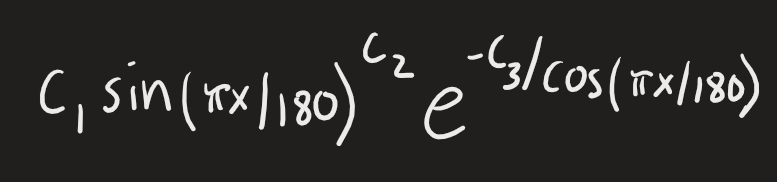 C₁ sin(πx/180)^C₂ e^-C₃/cos(πx/180)